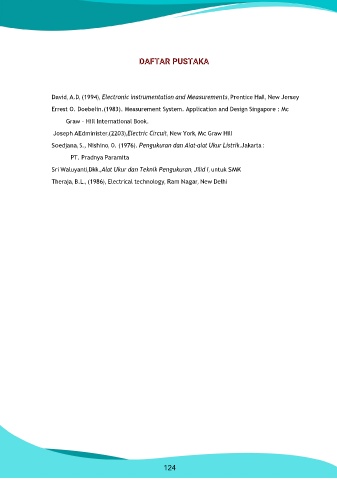 DAFTAR PUSTAKA
David, A.D, (1994), Electronic instrumentation and Measurements, Prentice Hall, New Jersey
Errest O. Doebelin.(1983). Measurement System. Application and Design Singapore : Mc
Graw – Hill International Book.
Joseph AEdminister,(2203),Electric Circuit, New York, Mc Graw Hill
Soedjana, S., Nishino, O. (1976). Pengukuran dan Alat-alat Ukur Listrik.Jakarta :
PT. Pradnya Paramita
Sri Waluyanti,Dkk.,Alat Ukur dan Teknik Pengukuran, Jilid I, untuk SMK
Theraja, B.L, (1986), Electrical technology, Ram Nagar, New Delhi
124